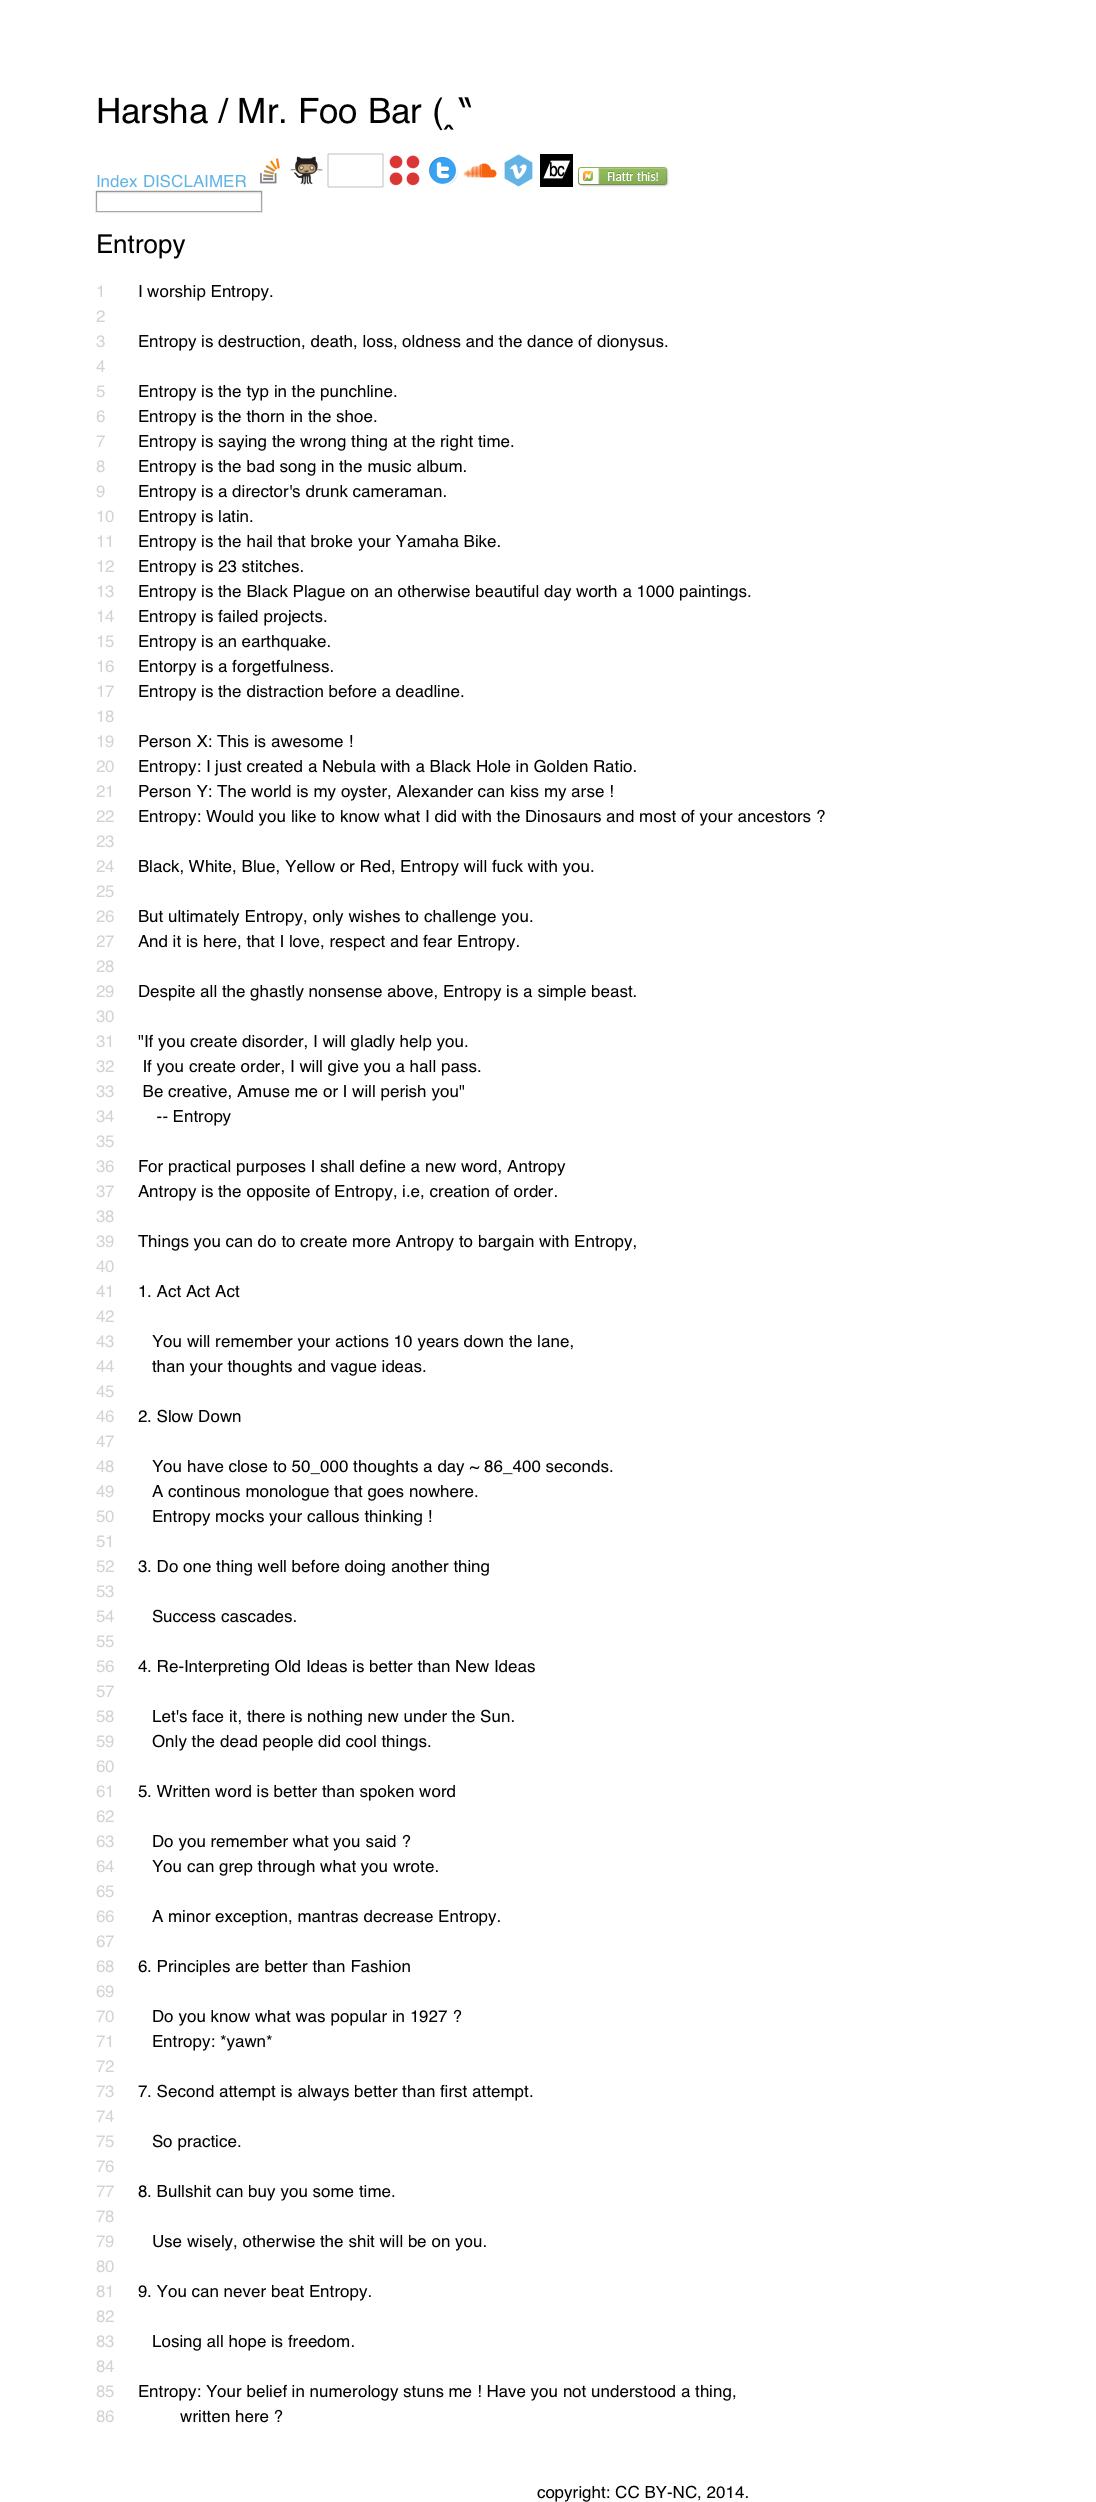 Harsha / Mr. Foo Bar (‸‶
Index DISCLAIMER bc Flattr this!
Entropy
1 I worship Entropy.
2
3 Entropy is destruction, death, loss, oldness and the dance of dionysus.
4
5 Entropy is the typ in the punchline.
6 Entropy is the thorn in the shoe.
7 Entropy is saying the wrong thing at the right time.
8 Entropy is the bad song in the music album.
9 Entropy is a director's drunk cameraman.
10 Entropy is latin.
11 Entropy is the hail that broke your Yamaha Bike.
12 Entropy is 23 stitches.
13 Entropy is the Black Plague on an otherwise beautiful day worth a 1000 paintings.
14 Entropy is failed projects.
15 Entropy is an earthquake.
16 Entorpy is a forgetfulness.
17 Entropy is the distraction before a deadline.
18
19 Person X: This is awesome !
20 Entropy: I just created a Nebula with a Black Hole in Golden Ratio.
21 Person Y: The world is my oyster, Alexander can kiss my arse !
22 Entropy: Would you like to know what I did with the Dinosaurs and most of your ancestors ?
23
24 Black, White, Blue, Yellow or Red, Entropy will fuck with you.
25
26 But ultimately Entropy, only wishes to challenge you.
27 And it is here, that I love, respect and fear Entropy.
28
29 Despite all the ghastly nonsense above, Entropy is a simple beast.
30
31 "If you create disorder, I will gladly help you.
32 If you create order, I will give you a hall pass.
33 Be creative, Amuse me or I will perish you"
34 -- Entropy
35
36 For practical purposes I shall define a new word, Antropy
37 Antropy is the opposite of Entropy, i.e, creation of order.
38
39 Things you can do to create more Antropy to bargain with Entropy,
40
41 1. Act Act Act
42
43 You will remember your actions 10 years down the lane,
44 than your thoughts and vague ideas.
45
46 2. Slow Down
47
48 You have close to 50_000 thoughts a day ~ 86_400 seconds.
49 A continous monologue that goes nowhere.
50 Entropy mocks your callous thinking !
51
52 3. Do one thing well before doing another thing
53
54 Success cascades.
55
56 4. Re-Interpreting Old Ideas is better than New Ideas
57
58 Let's face it, there is nothing new under the Sun.
59 Only the dead people did cool things.
60
61 5. Written word is better than spoken word
62
63 Do you remember what you said ?
64 You can grep through what you wrote.
65
66 A minor exception, mantras decrease Entropy.
67
68 6. Principles are better than Fashion
69
70 Do you know what was popular in 1927 ?
71 Entropy: *yawn*
72
73 7. Second attempt is always better than first attempt.
74
75 So practice.
76
77 8. Bullshit can buy you some time.
78
79 Use wisely, otherwise the shit will be on you.
80
81 9. You can never beat Entropy.
82
83 Losing all hope is freedom.
84
85 Entropy: Your belief in numerology stuns me ! Have you not understood a thing,
86 written here ?
copyright: CC BY-NC, 2014.